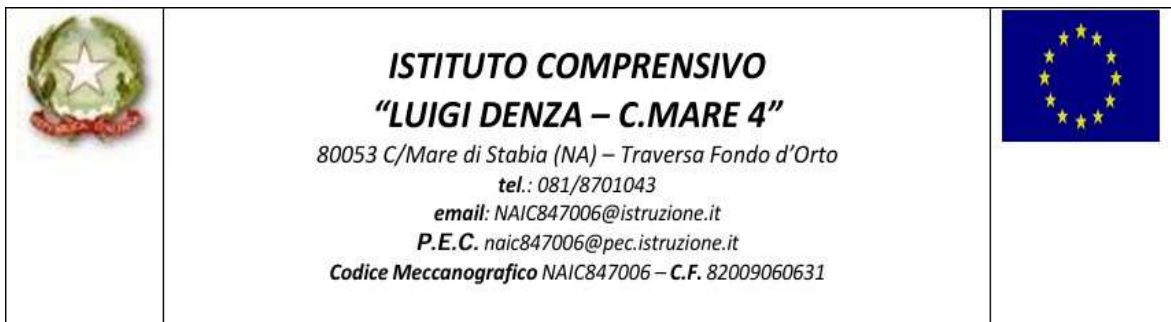 ISTITUTO COMPRENSIVO
“LUIGI DENZA – C.MARE 4”
80053 C/Mare di Stabia (NA) – Traversa Fondo d’Orto
tel.: 081/8701043
email: NAIC847006@istruzione.it
P.E.C. naic847006@pec.istruzione.it
Codice Meccanografico NAIC847006 – C.F. 82009060631